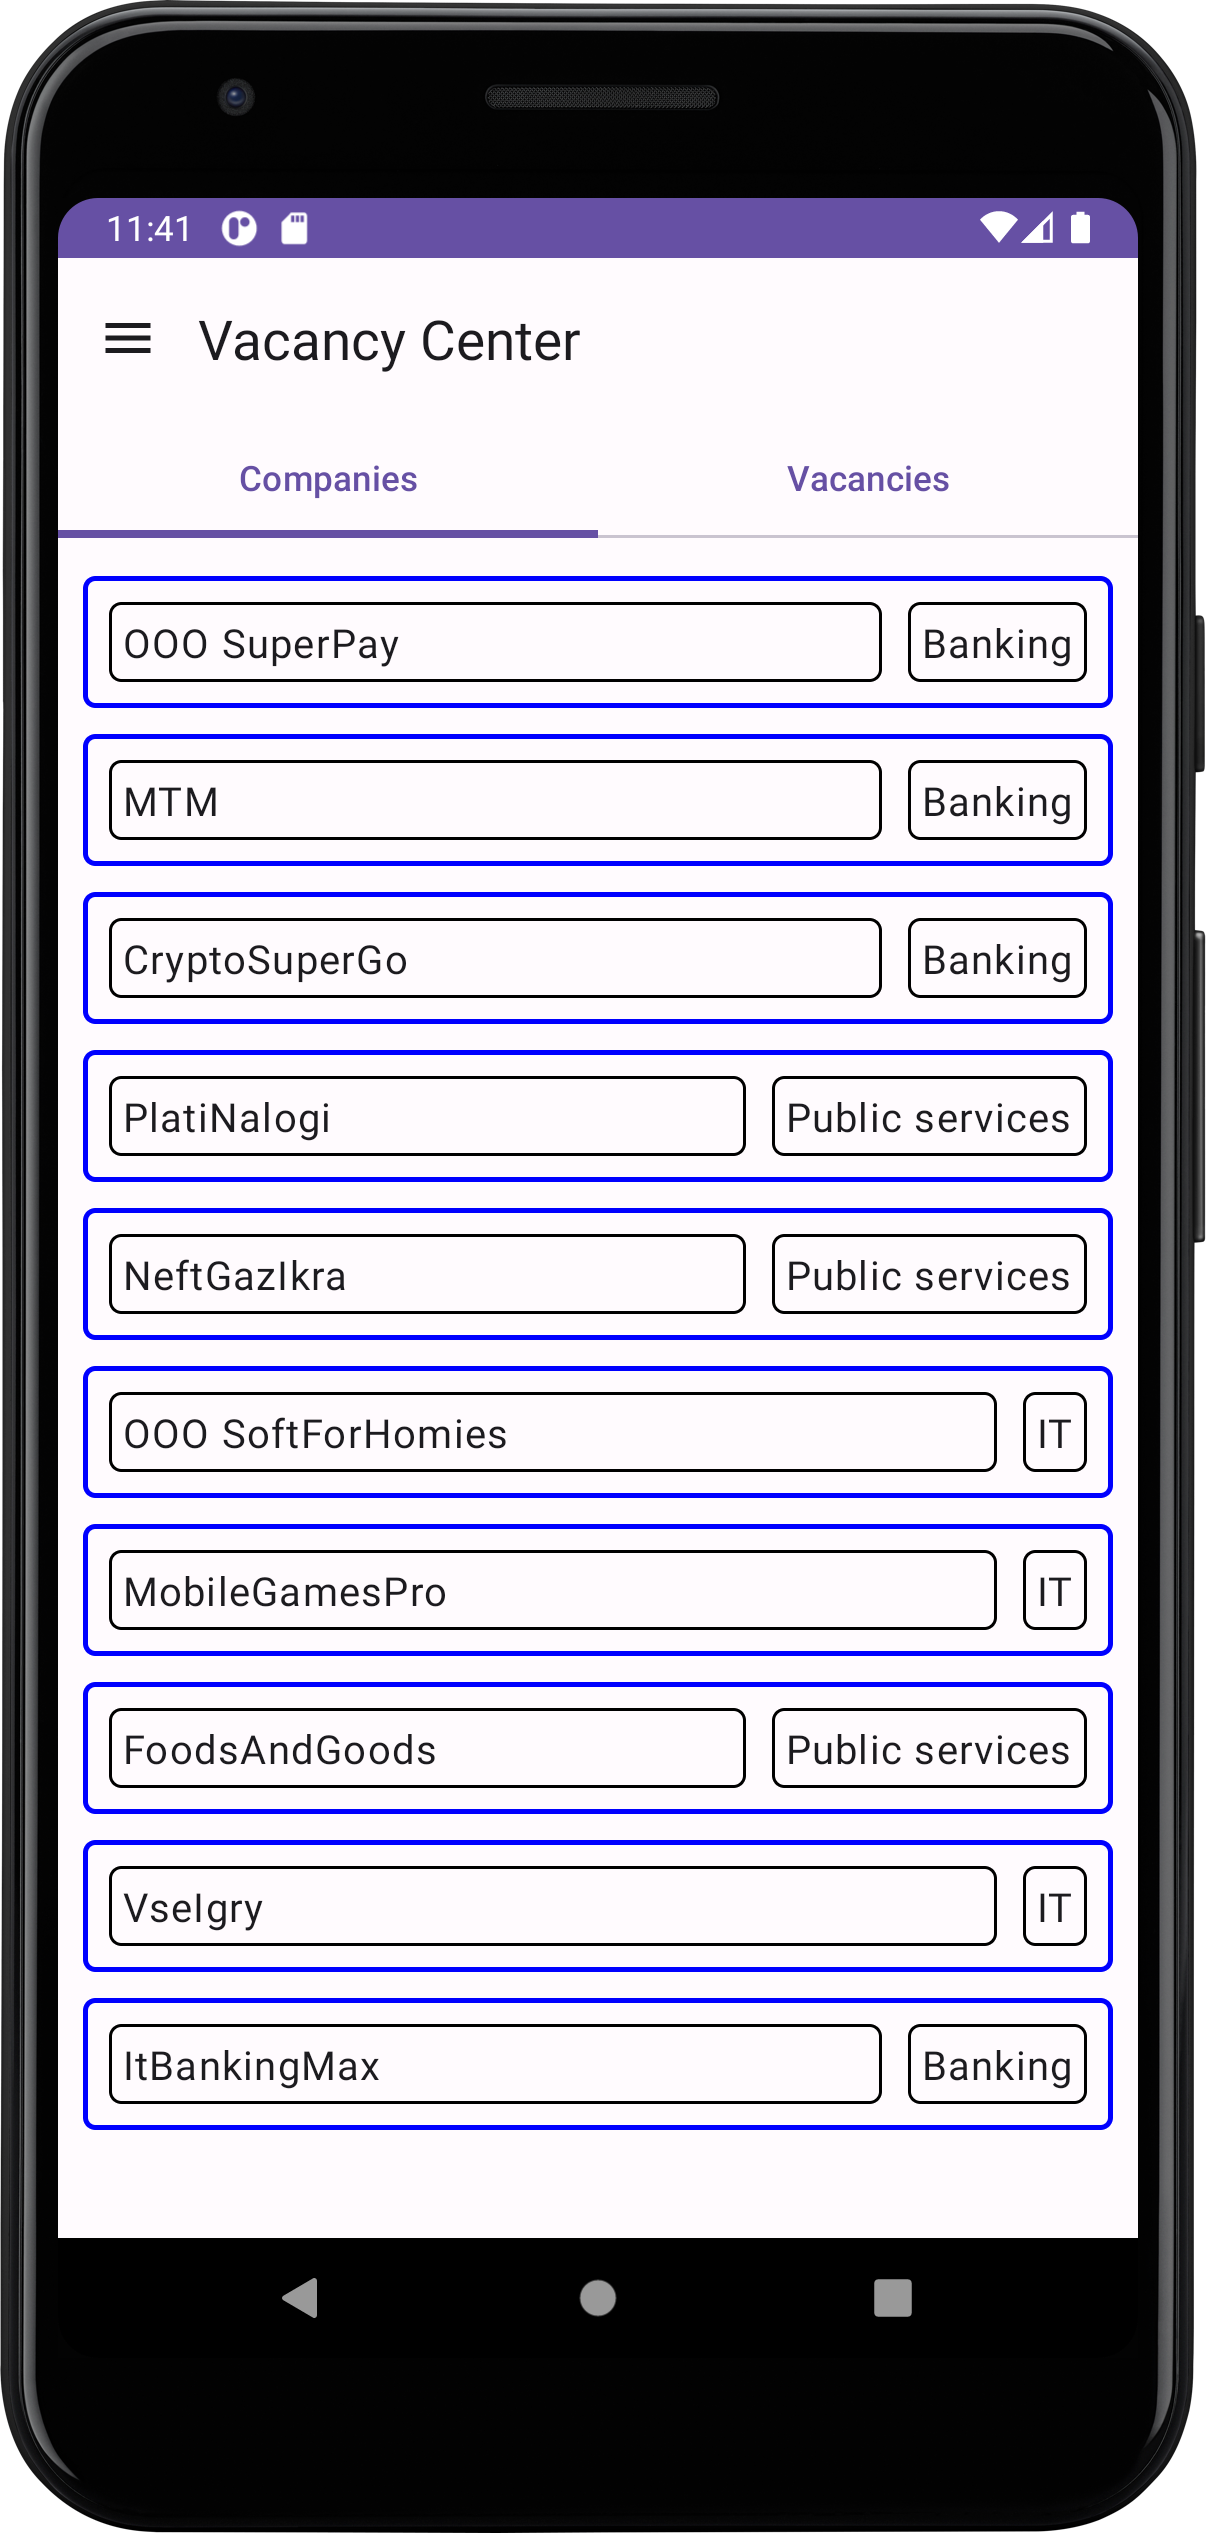 11:41
Vacancy Center
Companies Vacancies
OOO SuperPay Banking
MTM Banking
CryptoSuperGo Banking
PlatiNalogi Public services
NeftGazIkra Public services
OOO SoftForHomies IT
MobileGamesPro IT
FoodsAndGoods Public services
VseIgry IT
ItBankingMax Banking